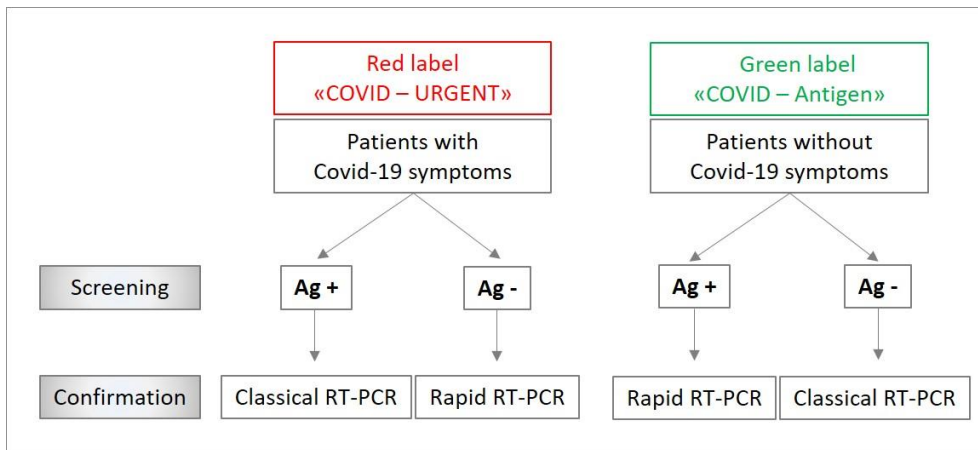 Red label
«COVID – URGENT»
Green label
«COVID – Antigen»
Patients with
Covid-19 symptoms
Patients without
Covid-19 symptoms
Screening
Ag +
Ag -
Ag +
Ag -
Confirmation
Classical RT-PCR
Rapid RT-PCR
Rapid RT-PCR
Classical RT-PCR